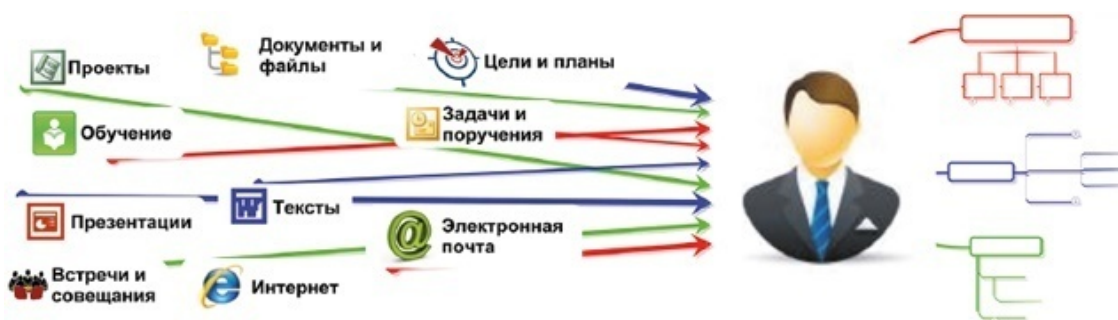 Проекты
Документы и
файлы
Цели и планы
Обучение
Задачи и
поручения
Презентации
Тексты
Электронная
почта
Встречи и
совещания
Интернет